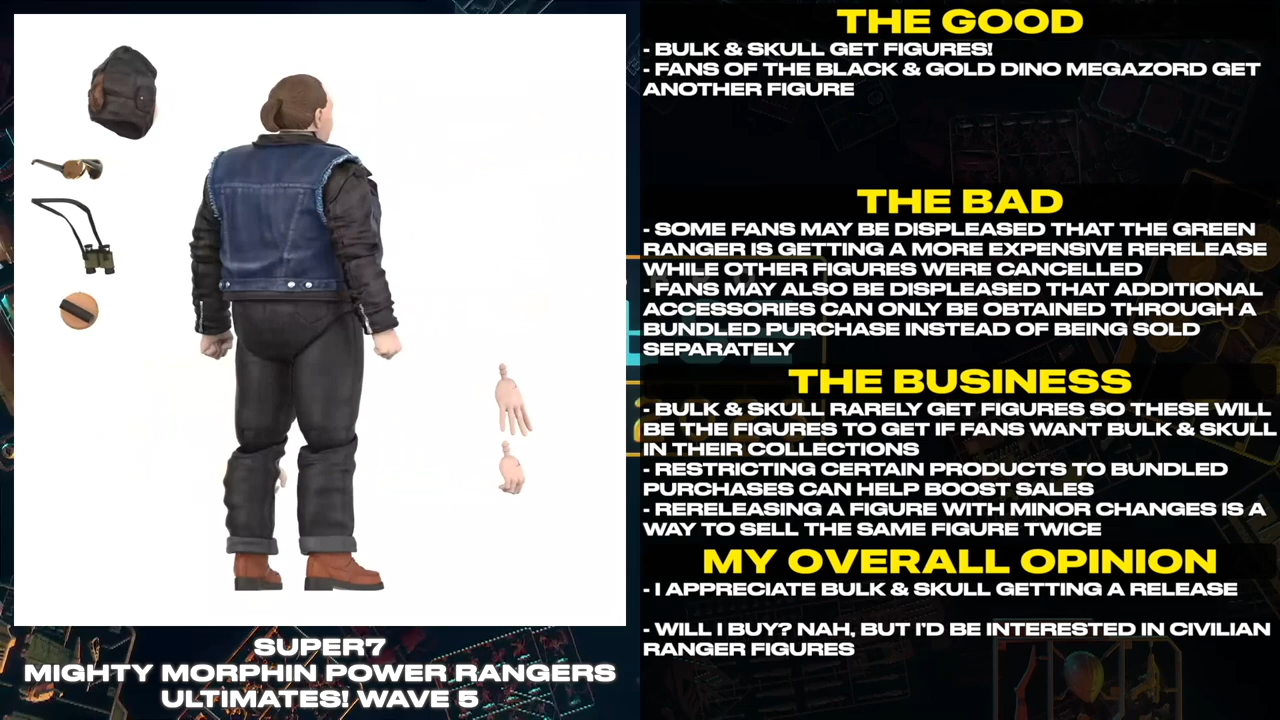 THE GOOD
- BULK & SKULL GET FIGURES!
- FANS OF THE BLACK & GOLD DINO MEGAZORD GET
ANOTHER FIGURE
THE BAD
- SOME FANS MAY BE DISPLEASED THAT THE GREEN
RANGER IS GETTING A MORE EXPENSIVE RERELEASE
WHILE OTHER FIGURES WERE CANCELLED
- FANS MAY ALSO BE DISPLEASED THAT ADDITIONAL
ACCESSORIES CAN ONLY BE OBTAINED THROUGH A
BUNDLED PURCHASE INSTEAD OF BEING SOLD
SEPARATELY
THE BUSINESS
- BULK & SKULL RARELY GET FIGURES SO THESE WILL
BE THE FIGURES TO GET IF FANS WANT BULK & SKULL
IN THEIR COLLECTIONS
- RESTRICTING CERTAIN PRODUCTS TO BUNDLED
PURCHASES CAN HELP BOOST SALES
- RERELEASING A FIGURE WITH MINOR CHANGES IS A
WAY TO SELL THE SAME FIGURE TWICE
MY OVERALL OPINION
- I APPRECIATE BULK & SKULL GETTING A RELEASE
- WILL I BUY? NAH, BUT I'D BE INTERESTED IN CIVILIAN
RANGER FIGURES
SUPER7
MIGHTY MORPHIN POWER RANGERS
ULTIMATES! WAVE 5